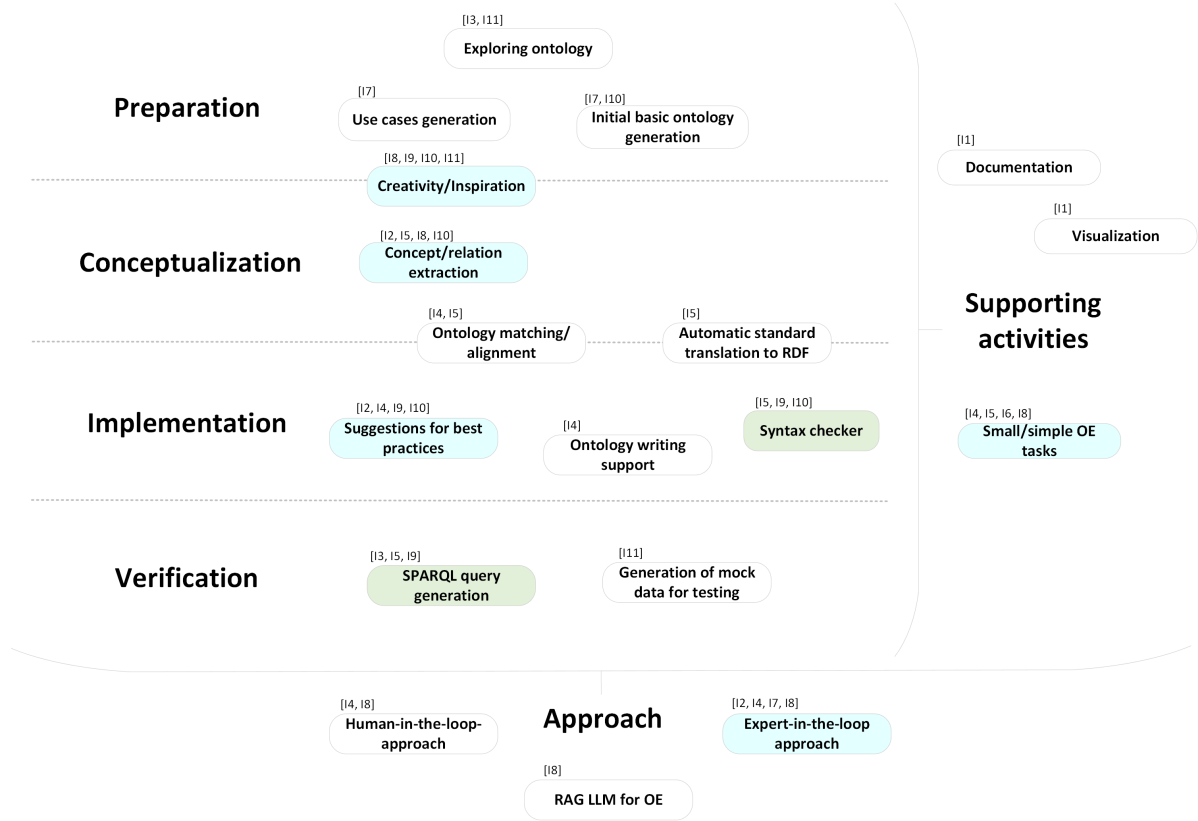 [I3, I11]
Exploring ontology
Preparation
[I7]
Use cases generation
[I7, I10]
Initial basic ontology
generation
[I8, I9, I10, I11]
Creativity/Inspiration
Conceptualization
[I2, I5, I8, I10]
Concept/relation
extraction
[I4, I5]
Ontology matching/
alignment
[I5]
Automatic standard
translation to RDF
Implementation
[I2, I4, I9, I10]
Suggestions for best
practices
[I4]
Ontology writing
support
[I5, I9, I10]
Syntax checker
Verification
[I3, I5, I9]
SPARQL query
generation
[I11]
Generation of mock
data for testing
[I1]
Documentation
[I1]
Visualization
Supporting
activities
[I4, I5, I6, I8]
Small/simple OE
tasks
Approach
[I4, I8]
Human-in-the-loop-
approach
[I2, I4, I7, I8]
Expert-in-the-loop
approach
[I8]
RAG LLM for OE